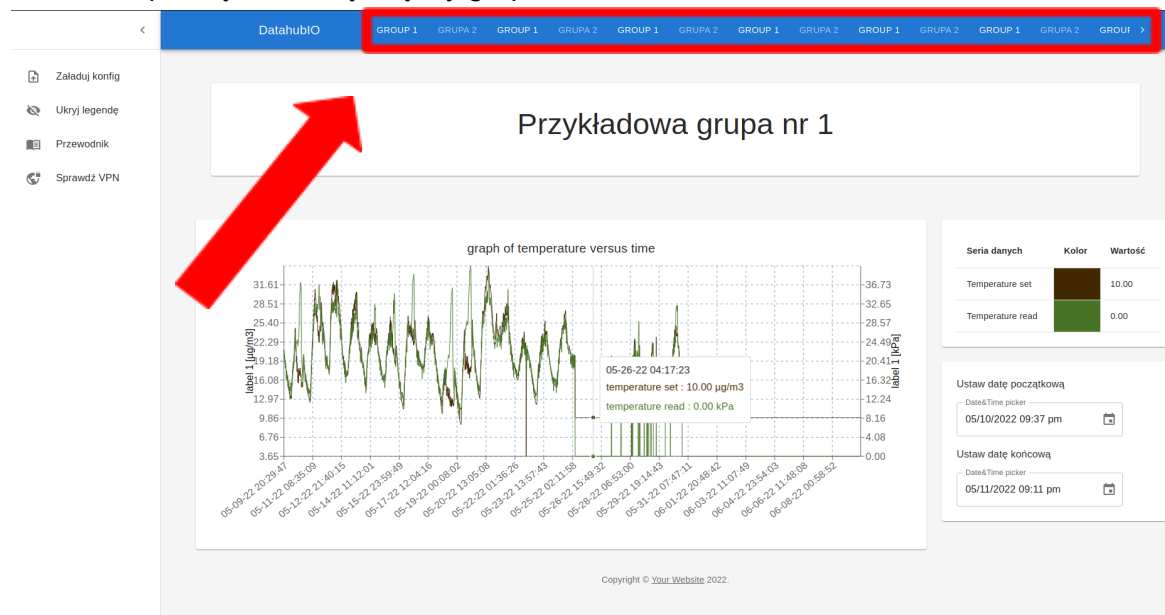 DatahubIO
GROUP 1 GRUPA 2 GROUP 1 GRUPA 2 GROUP 1 GRUPA 2 GROUP 1 GRUPA 2 GROUP 1 GRUPA 2 GROUP 1 GRUPA 2
Załaduj konfig
Ukryj legendę
Przewodnik
Sprawdź VPN
Przykładowa grupa nr 1
graph of temperature versus time
label 1 [µg/m3]
31.61
28.51
25.40
22.29
19.18
16.08
12.97
9.86
6.76
3.65
36.73
32.65
28.57
24.49
20.41
16.32
12.24
8.16
4.08
0.00
label [kPa]
05-26-22 04:17:23
temperature set : 10.00 µg/m3
temperature read : 0.00 kPa
05-09-22 20:29:47
05-11-22 08:35:09
05-12-22 21:40:15
05-14-22 11:12:01
05-15-22 23:59:49
05-17-22 12:04:16
05-19-22 00:08:02
05-20-22 13:05:08
05-22-22 01:36:26
05-23-22 13:57:43
05-25-22 02:11:58
05-26-22 15:49:32
05-28-22 06:53:00
05-29-22 19:14:43
05-31-22 07:47:11
06-01-22 20:48:42
06-03-22 11:07:49
06-04-22 23:54:03
06-06-22 11:48:08
06-08-22 00:58:52
Seria danych Kolor Wartość
Temperature set 10.00
Temperature read 0.00
Ustaw datę początkową
Date&Time picker
05/10/2022 09:37 pm
Ustaw datę końcową
Date&Time picker
05/11/2022 09:11 pm
Copyright © Your Website 2022.